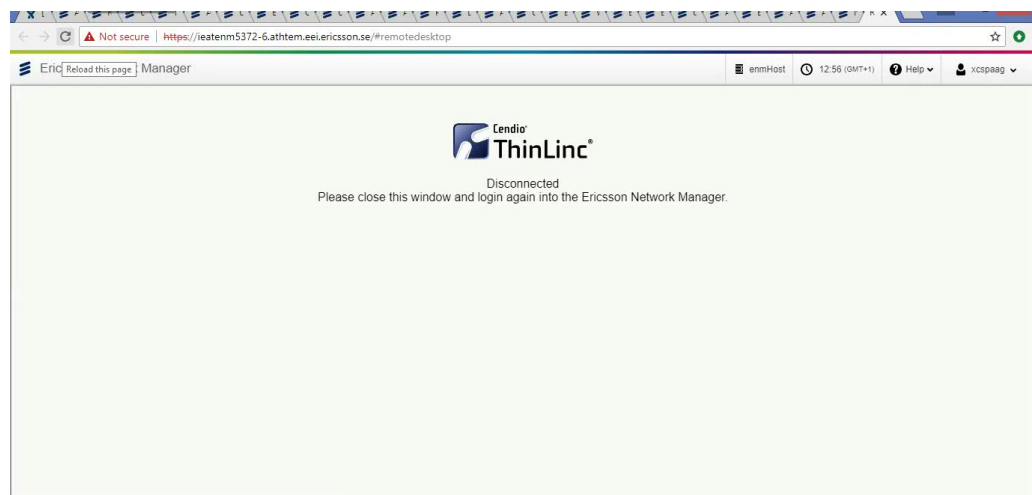 Not secure | https://ieatenm5372-6.athtem.eei.ericsson.se/#remotedesktop
Eric Reload this page Manager enmHost 12:56 (GMT+1) Help xcspaag
Cendio®
ThinLinc®
Disconnected
Please close this window and login again into the Ericsson Network Manager.